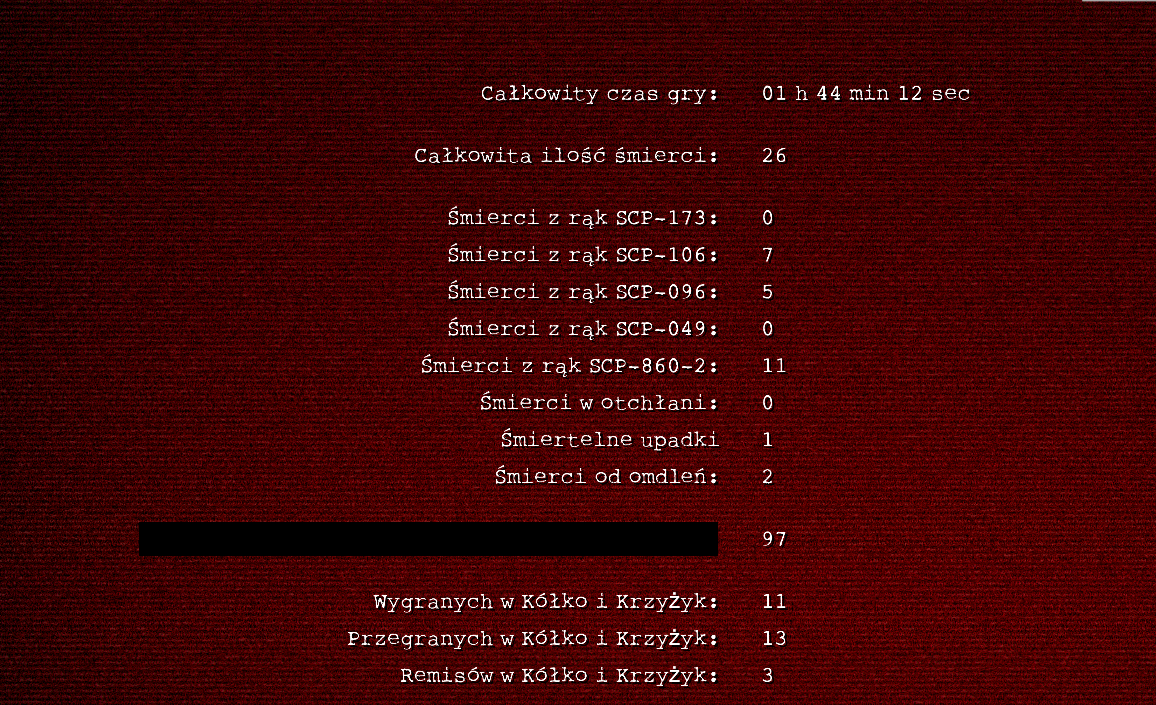 Całkowity czas gry: 01 h 44 min 12 sec
Całkowita ilość śmierci: 26
Śmierci z rąk SCP-173: 0
Śmierci z rąk SCP-106: 7
Śmierci z rąk SCP-096: 5
Śmierci z rąk SCP-049: 0
Śmierci z rąk SCP-860-2: 11
Śmierci w otchłani: 0
Śmiertelne upadki 1
Śmierci od omdleń: 2
97
Wygranych w Kółko i Krzyżyk: 11
Przegranych w Kółko i Krzyżyk: 13
Remisów w Kółko i Krzyżyk: 3